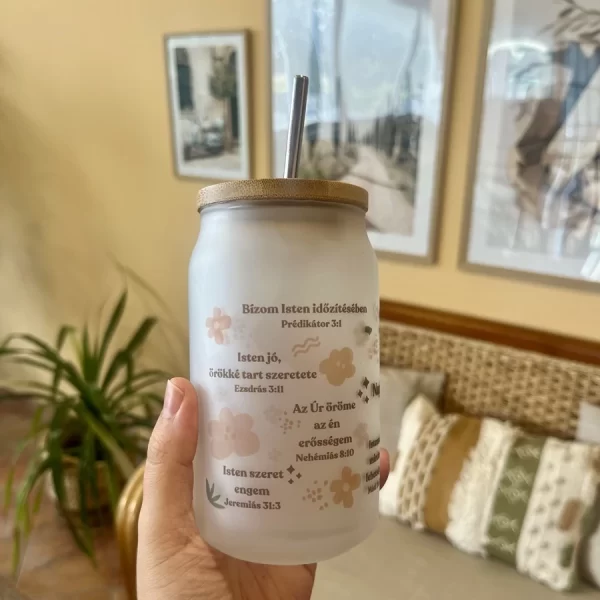 Bízom Isten időzítésében
Prédikátor 3:1
Isten jó,
örökké tart szeretete
Ezsdrás 3:11
Az Úr öröme
az én
erősségem
Nehémiás 8:10
Isten szeret
engem
Jeremiás 31:3